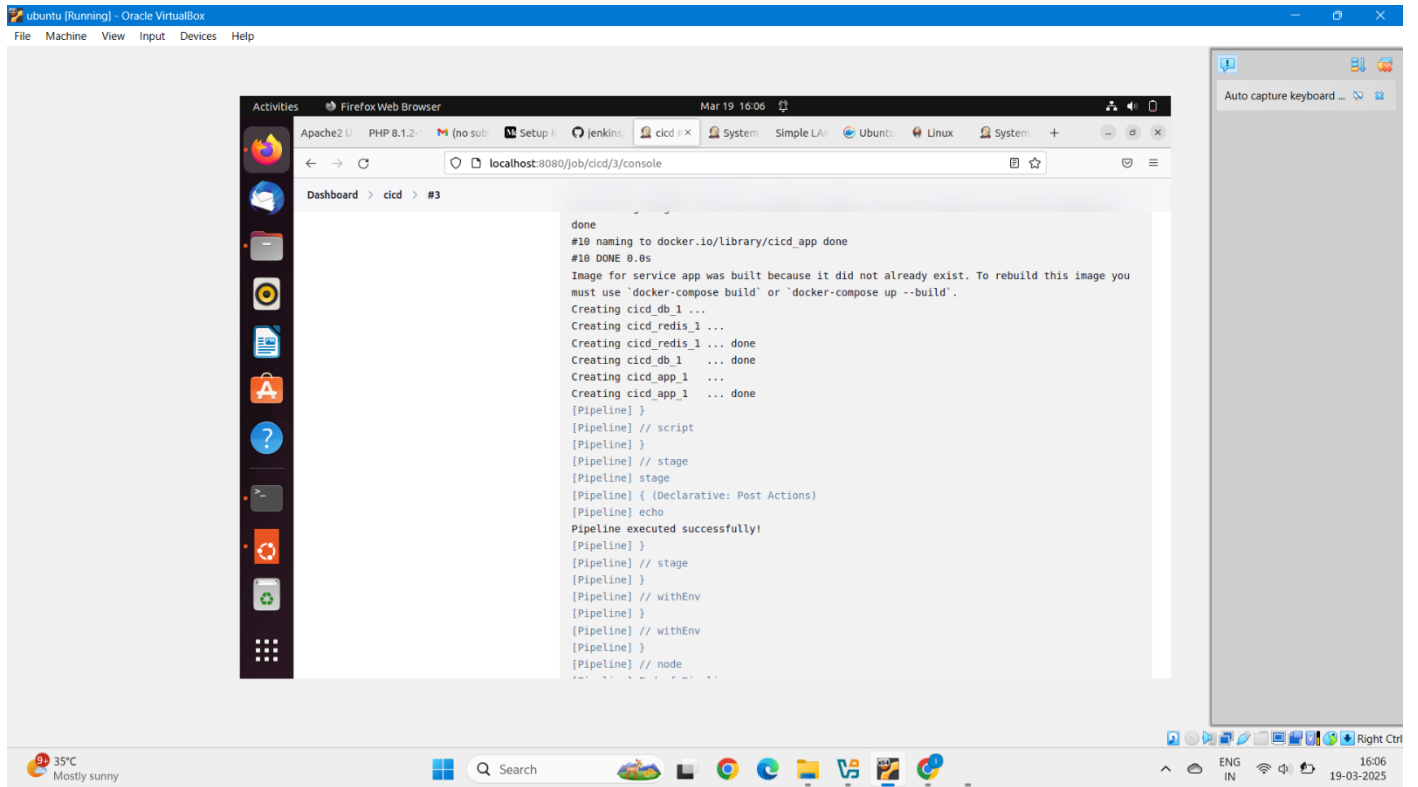 ubuntu [Running] - Oracle VirtualBox
File Machine View Input Devices Help
Auto capture keyboard ...
Activities Firefox Web Browser Mar 19 16:06
Apache2 U PHP 8.1.2- (no sub Setup jenkins cicd # System Simple LA Ubuntu Linux System
localhost:8080/job/cicd/3/console
Dashboard > cicd > #3
done
#10 naming to docker.io/library/cicd_app done
#10 DONE 0.0s
Image for service app was built because it did not already exist. To rebuild this image you
must use `docker-compose build` or `docker-compose up --build`.
Creating cicd_db_1 ...
Creating cicd_redis_1 ...
Creating cicd_redis_1 ... done
Creating cicd_db_1    ... done
Creating cicd_app_1   ...
Creating cicd_app_1   ... done
[Pipeline] }
[Pipeline] // script
[Pipeline] }
[Pipeline] // stage
[Pipeline] stage
[Pipeline] { (Declarative: Post Actions)
[Pipeline] echo
Pipeline executed successfully!
[Pipeline] }
[Pipeline] // stage
[Pipeline] }
[Pipeline] // withEnv
[Pipeline] }
[Pipeline] // withEnv
[Pipeline] }
[Pipeline] // node
Right Ctrl
9+
35°C
Mostly sunny
Search
ENG
IN
16:06
19-03-2025